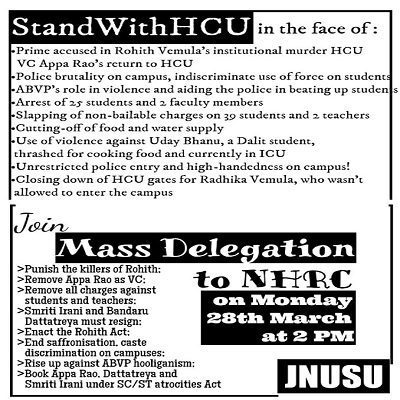 StandWithHCU in the face of :
•Prime accused in Rohith Vemula's institutional murder HCU
VC Appa Rao's return to HCU
•Police brutality on campus, indiscriminate use of force on students
•ABVP's role in violence and aiding the police in beating up students
•Arrest of 25 students and 2 faculty members
•Slapping of non-bailable charges on 39 students and 2 teachers
•Cutting-off of food and water supply
•Use of violence against Uday Bhanu, a Dalit student,
thrashed for cooking food and currently in ICU
•Unrestricted police entry and high-handedness on campus!
•Closing down of HCU gates for Radhika Vemula, who wasn't
allowed to enter the campus
Join
Mass Delegation
to NHRC
on Monday
28th March
at 2 PM
>Punish the killers of Rohith:
>Remove Appa Rao as VC:
>Remove all charges against
students and teachers:
>Smriti Irani and Bandaru
Dattatreya must resign:
>Enact the Rohith Act:
>End saffronisation, caste
discrimination on campuses:
>Rise up against ABVP hooliganism:
>Book Appa Rao, Dattatreya and
Smriti Irani under SC/ST atrocities Act
JNUSU